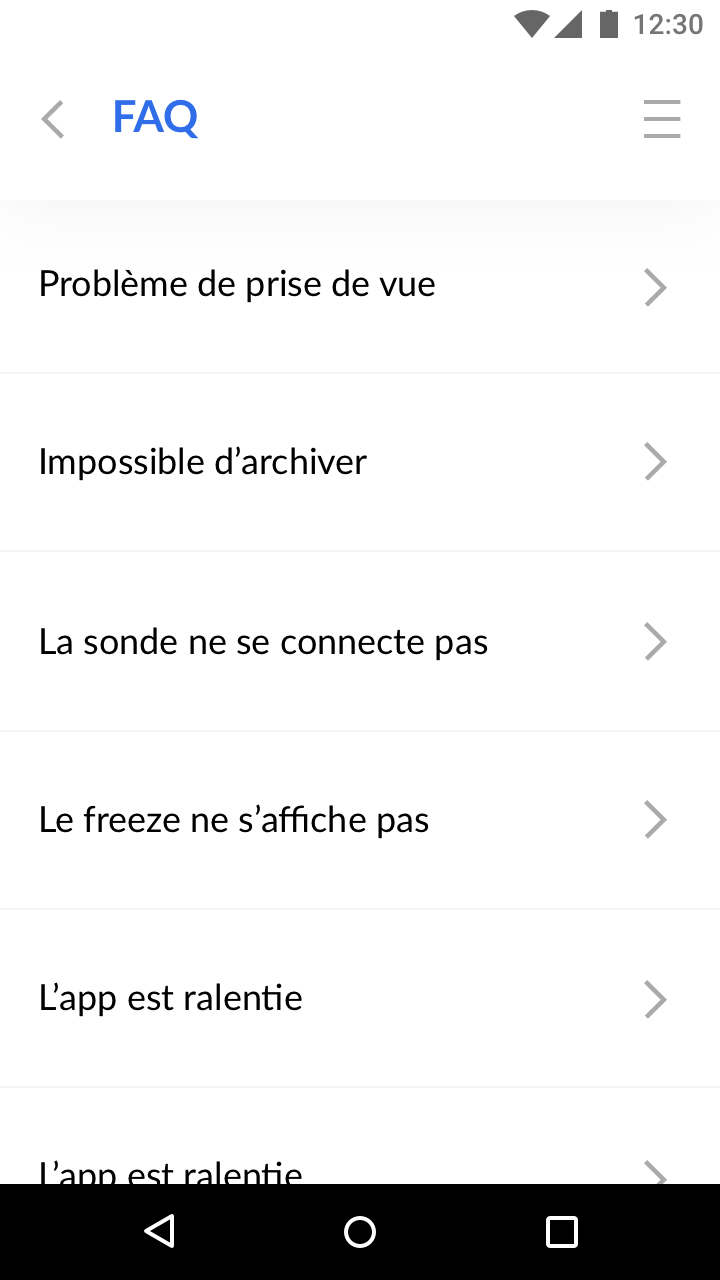 12:30
FAQ
Problème de prise de vue
Impossible d’archiver
La sonde ne se connecte pas
Le freeze ne s’affiche pas
L’app est ralentie
L’app est ralentie